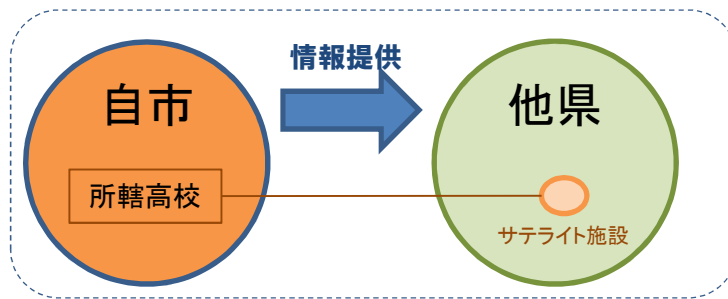 情報提供
自市
他県
所轄高校
サテライト施設